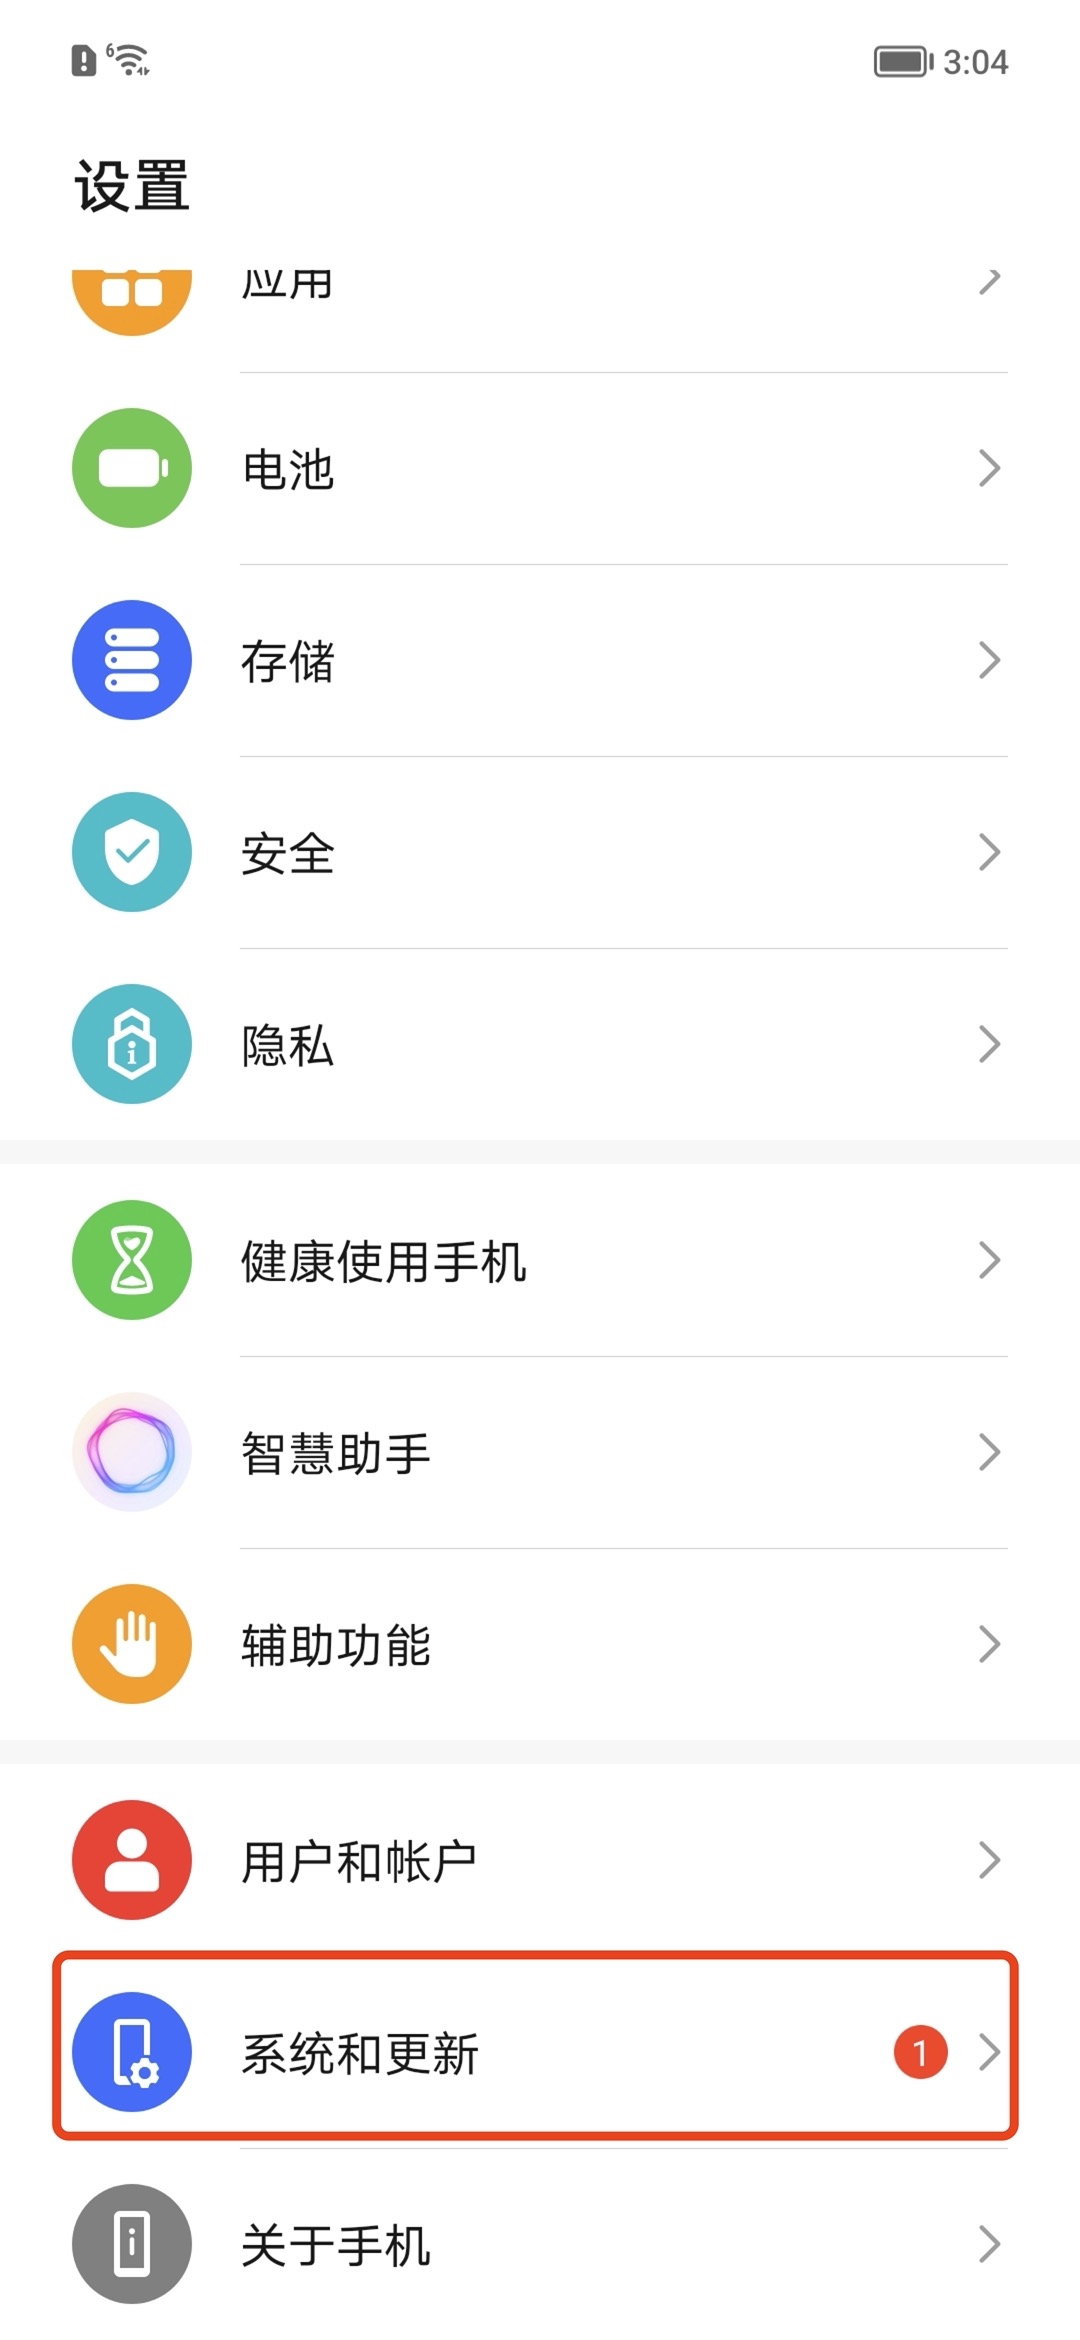 6
3:04
设置
应用
电池
存储
安全
隐私
健康使用手机
智慧助手
辅助功能
用户和帐户
系统和更新 1
关于手机